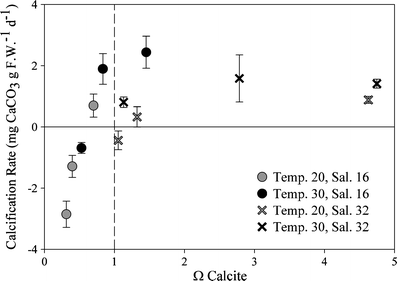 Calcification Rate (mg CaCO3 g F.W.-1 d-1)
4
2
0
-2
-4
Temp. 20, Sal. 16
Temp. 30, Sal. 16
Temp. 20, Sal. 32
Temp. 30, Sal. 32
0 1 2 3 4 5
Ω Calcite